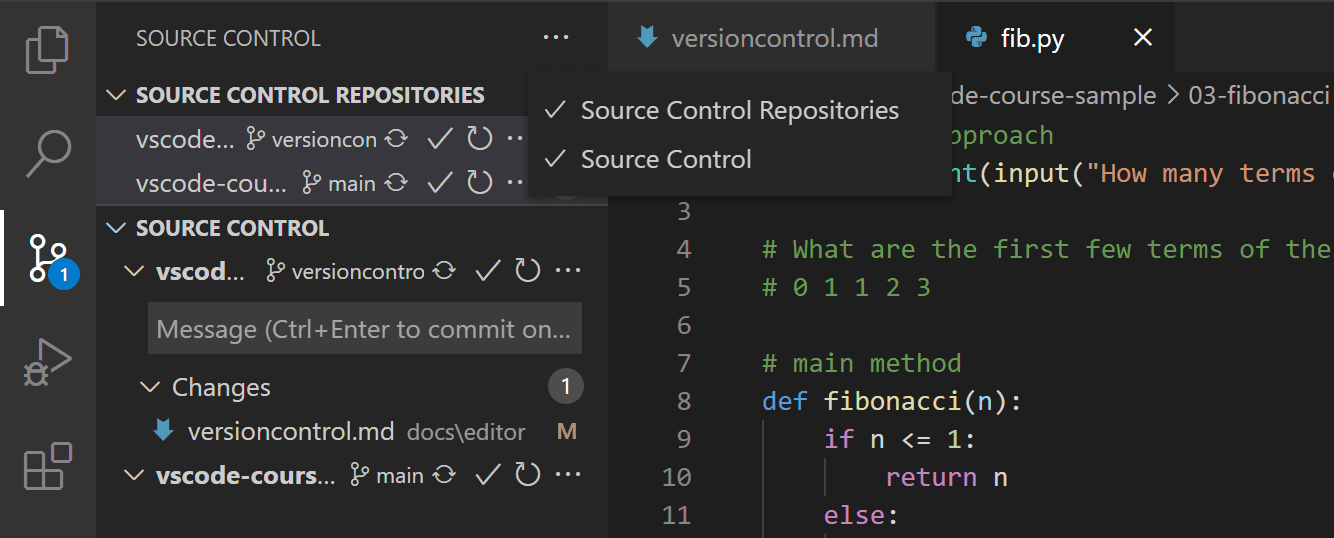 SOURCE CONTROL ...
SOURCE CONTROL REPOSITORIES
vscode... versioncon ...
vscode-cou... main ...
SOURCE CONTROL
vscod... versioncontro ...
Message (Ctrl+Enter to commit on...
Changes 1
versioncontrol.md docs\editor M
vscode-cours... main ...
1
Source Control Repositories
Source Control
versioncontrol.md fib.py
de-course-sample > 03-fibonacci
pproach
nt(input("How many terms
3
4 # What are the first few terms of the
5 # 0 1 1 2 3
6
7 # main method
8 def fibonacci(n):
9 if n <= 1:
10 return n
11 else: